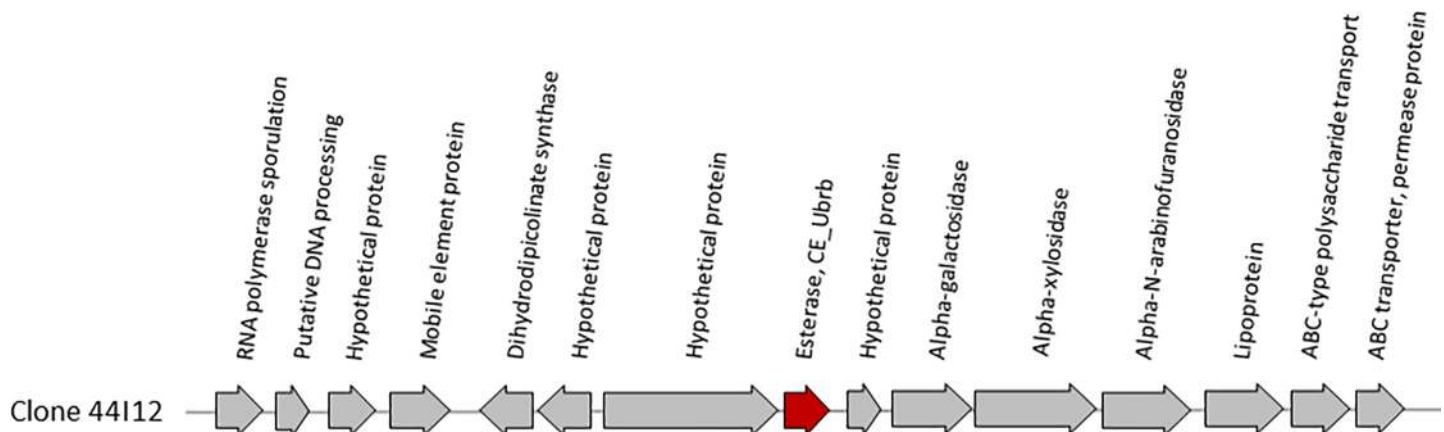 RNA polymerase sporulation
Putative DNA processing
Hypothetical protein
Mobile element protein
Dihydrodipicolinate synthase
Hypothetical protein
Hypothetical protein
Esterase, CE_Ubrb
Hypothetical protein
Alpha-galactosidase
Alpha-xylosidase
Alpha-N-arabinofuranosidase
Lipoprotein
ABC-type polysaccharide transport
ABC transporter, permease protein
Clone 44I12